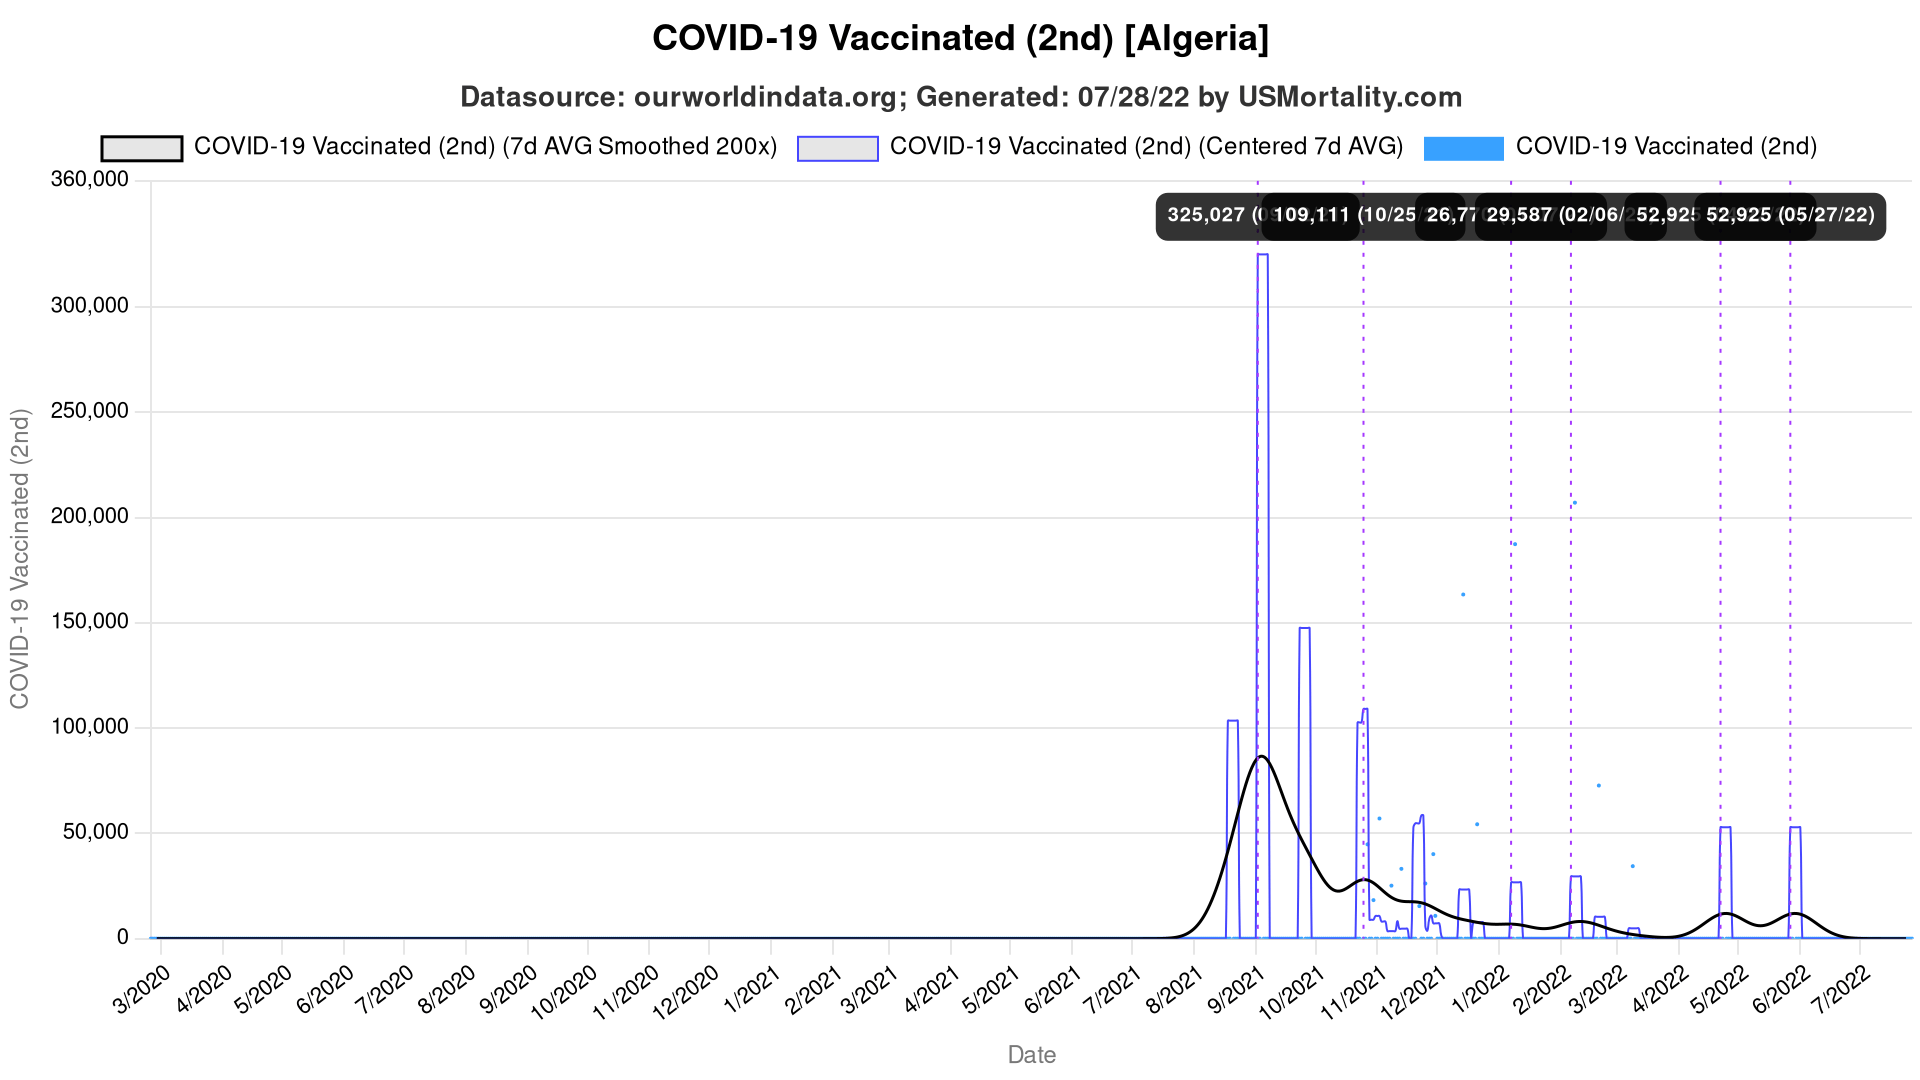 COVID-19 Vaccinated (2nd) [Algeria]
Datasource: ourworldindata.org; Generated: 07/28/22 by USMortality.com
COVID-19 Vaccinated (2nd) (7d AVG Smoothed 200x) COVID-19 Vaccinated (2nd) (Centered 7d AVG) COVID-19 Vaccinated (2nd)
325,027 109,111 (10/25/ 26,77 29,587 (02/06/ 52,925 52,925 (05/27/22)
360,000
300,000
250,000
200,000
150,000
100,000
50,000
0
COVID-19 Vaccinated (2nd)
3/2020 4/2020 5/2020 6/2020 7/2020 8/2020 9/2020 10/2020 11/2020 12/2020 1/2021 2/2021 3/2021 4/2021 5/2021 6/2021 7/2021 8/2021 9/2021 10/2021 11/2021 12/2021 1/2022 2/2022 3/2022 4/2022 5/2022 6/2022 7/2022
Date